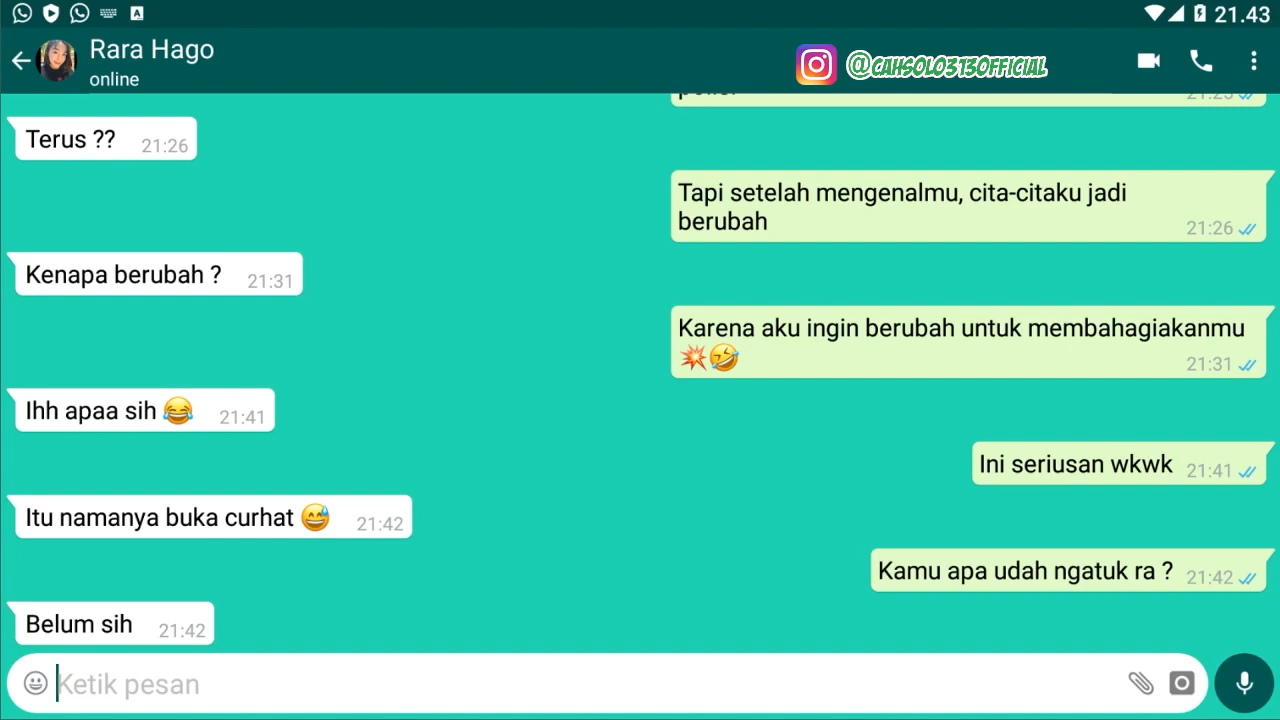 21.43
Rara Hago
online
@CAHSOLO313OFFICIAL
Terus ?? 21:26
Tapi setelah mengenalmu, cita-citaku jadi
berubah 21:26
Kenapa berubah ? 21:31
Karena aku ingin berubah untuk membahagiakanmu
💥🤣 21:31
Ihh apaa sih 😂 21:41
Ini seriusan wkwk 21:41
Itu namanya buka curhat 😅 21:42
Kamu apa udah ngatuk ra ? 21:42
Belum sih 21:42
Ketik pesan